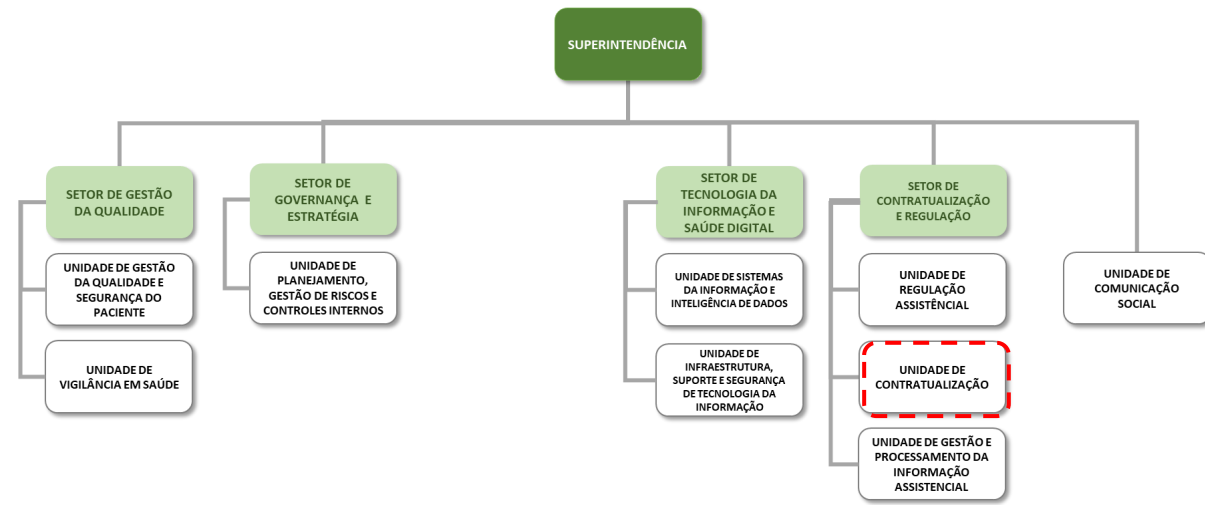 SUPERINTENDÊNCIA
SETOR DE GESTÃO
DA QUALIDADE
UNIDADE DE GESTÃO
DA QUALIDADE E
SEGURANÇA DO
PACIENTE
UNIDADE DE
VIGILÂNCIA EM SAÚDE
SETOR DE
GOVERNANÇA E
ESTRATÉGIA
UNIDADE DE
PLANEJAMENTO,
GESTÃO DE RISCOS E
CONTROLES INTERNOS
SETOR DE
TECNOLOGIA DA
INFORMAÇÃO E
SAÚDE DIGITAL
UNIDADE DE SISTEMAS
DA INFORMAÇÃO E
INTELIGÊNCIA DE DADOS
UNIDADE DE
INFRAESTRUTURA,
SUPORTE E SEGURANÇA
DE TECNOLOGIA DA
INFORMAÇÃO
SETOR DE
CONTRATUALIZAÇÃO
E REGULAÇÃO
UNIDADE DE
REGULAÇÃO
ASSISTÊNCIAL
UNIDADE DE
CONTRATUALIZAÇÃO
UNIDADE DE GESTÃO E
PROCESSAMENTO DA
INFORMAÇÃO
ASSISTENCIAL
UNIDADE DE
COMUNICAÇÃO
SOCIAL